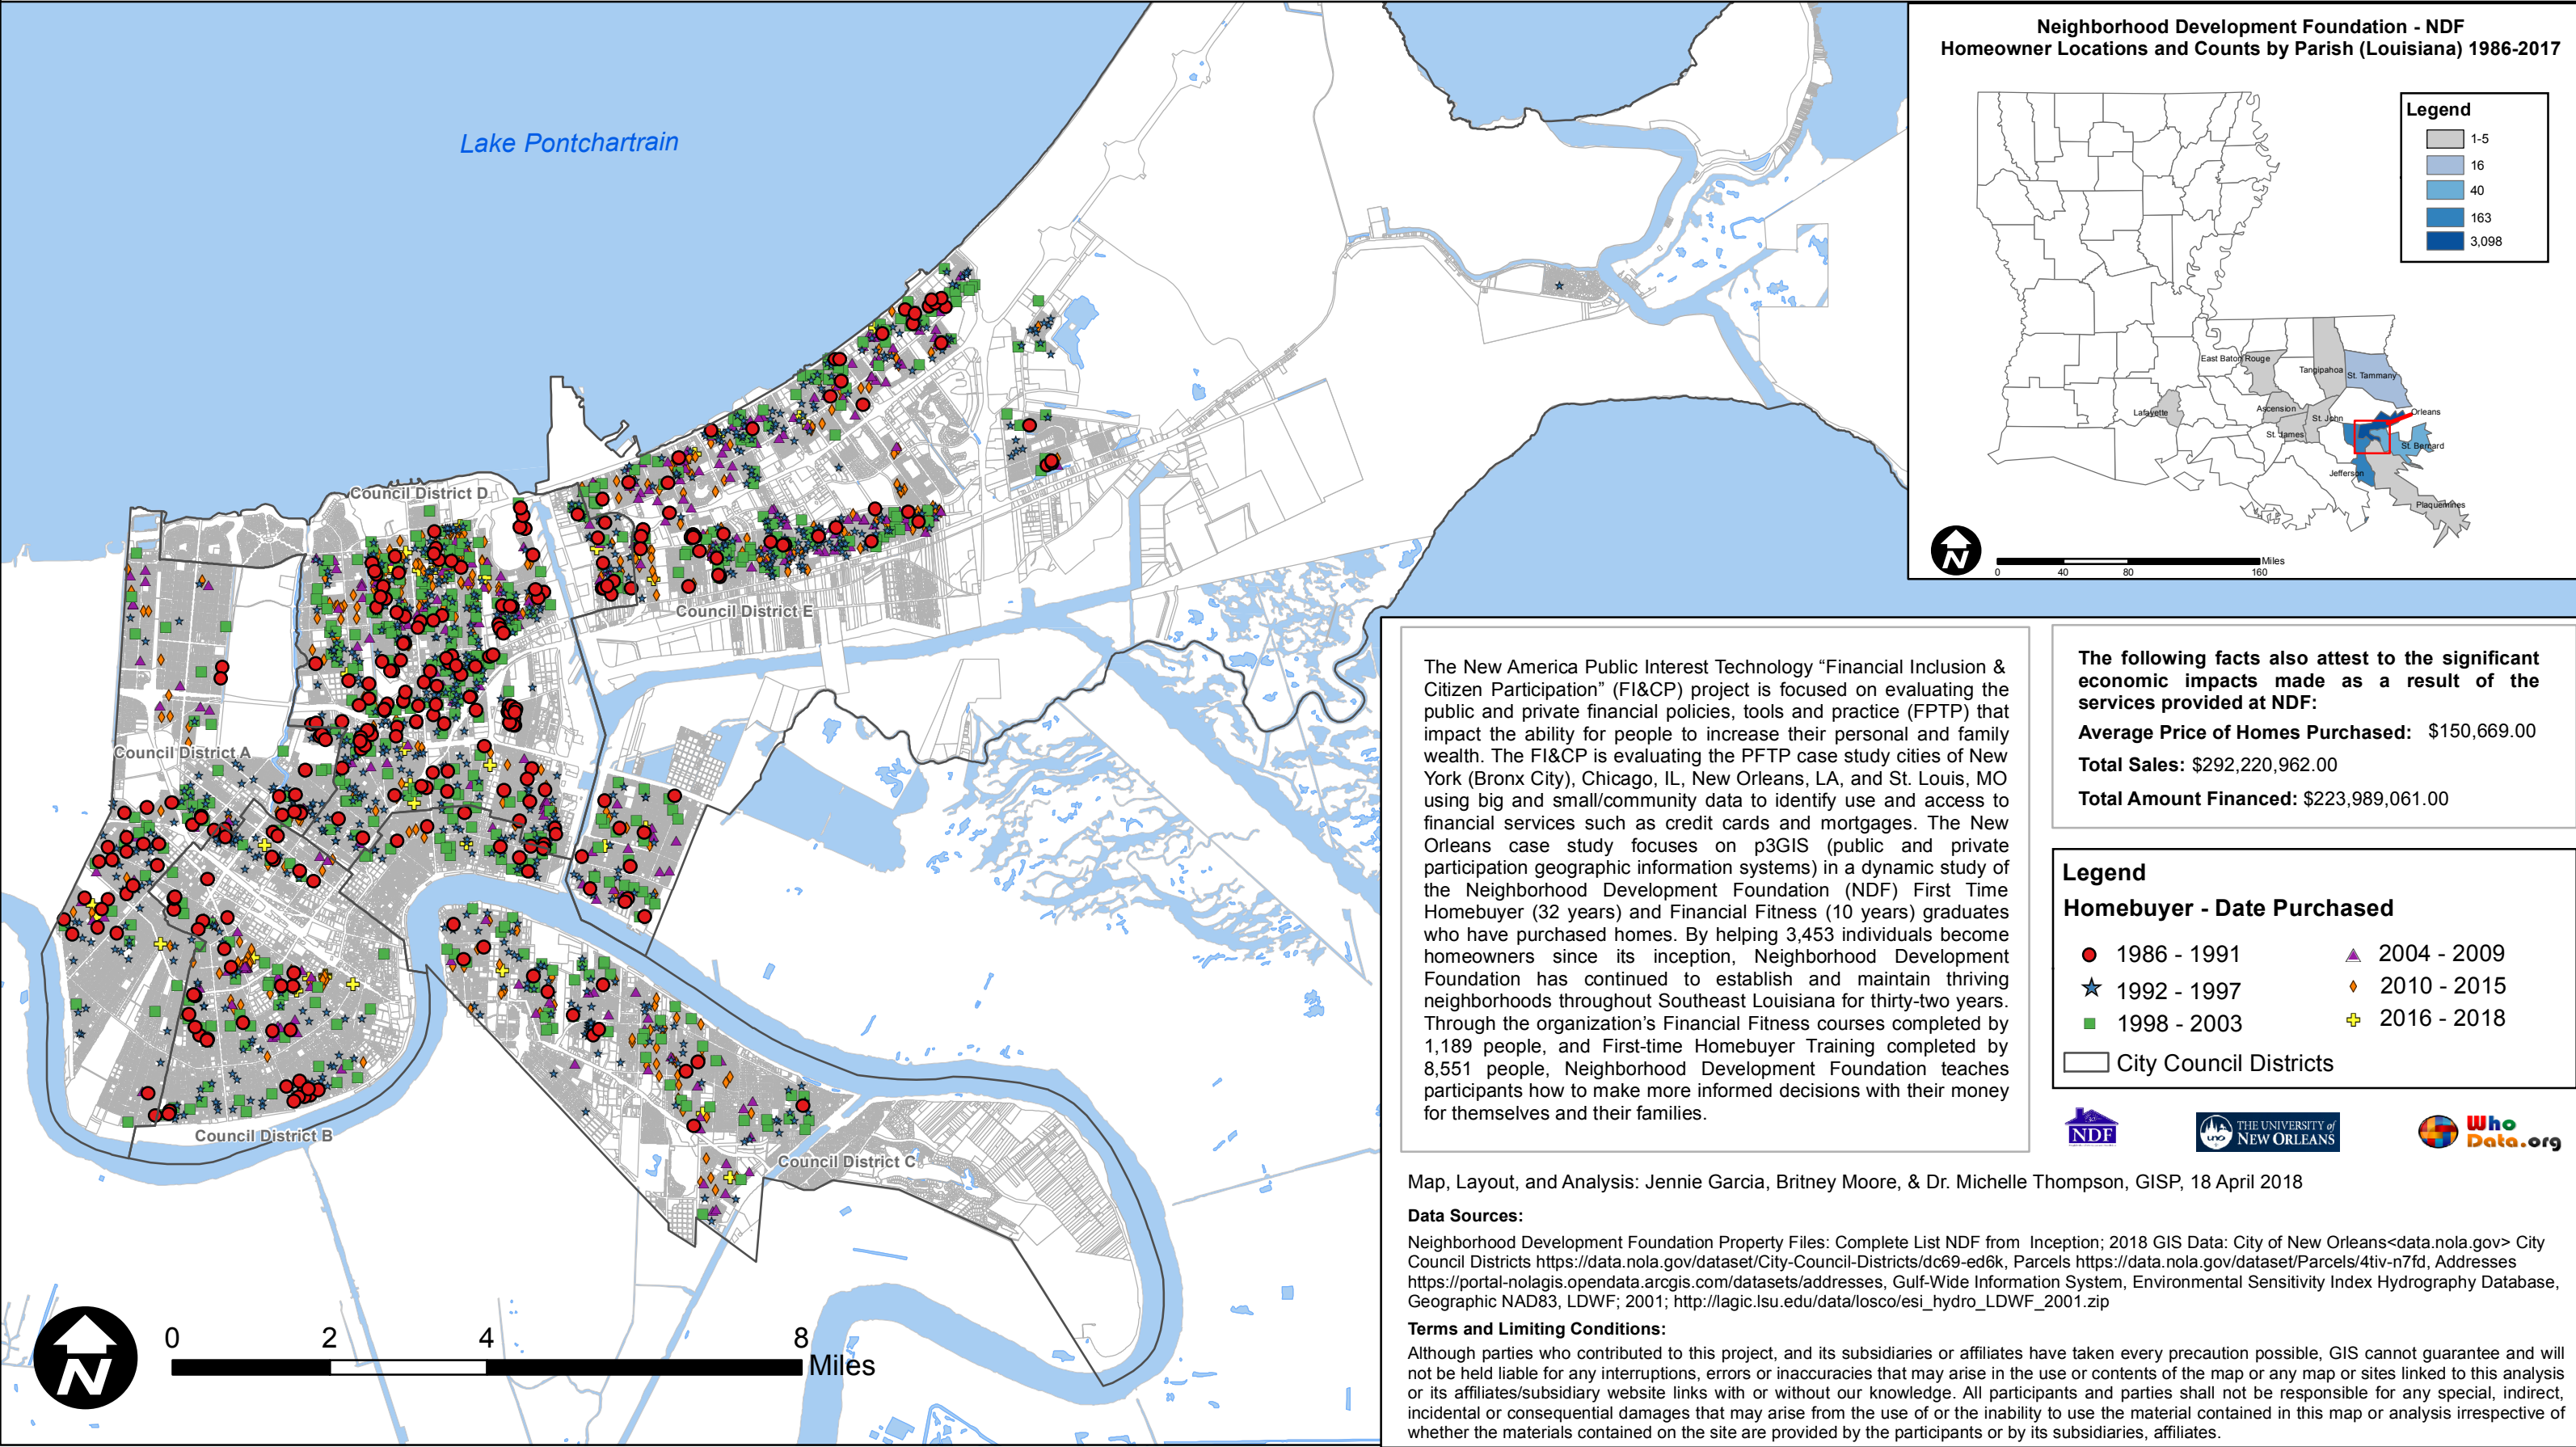 Neighborhood Development Foundation - NDF
Homeowner Locations and Counts by Parish (Louisiana) 1986-2017
Legend
1-5
16
40
163
3,098
East Baton Rouge
Tangipahoa
St. Tammany
Lafayette
Ascension
St. John
Orleans
St. James
St. Bernard
Jefferson
Plaquemines
N
0 40 80 160 Miles
Lake Pontchartrain
Council District D
Council District E
Council District A
Council District B
Council District C
N
0 2 4 8 Miles
The New America Public Interest Technology “Financial Inclusion &
Citizen Participation” (FI&CP) project is focused on evaluating the
public and private financial policies, tools and practice (FPTP) that
impact the ability for people to increase their personal and family
wealth. The FI&CP is evaluating the PFTP case study cities of New
York (Bronx City), Chicago, IL, New Orleans, LA, and St. Louis, MO
using big and small/community data to identify use and access to
financial services such as credit cards and mortgages. The New
Orleans case study focuses on p3GIS (public and private
participation geographic information systems) in a dynamic study of
the Neighborhood Development Foundation (NDF) First Time
Homebuyer (32 years) and Financial Fitness (10 years) graduates
who have purchased homes. By helping 3,453 individuals become
homeowners since its inception, Neighborhood Development
Foundation has continued to establish and maintain thriving
neighborhoods throughout Southeast Louisiana for thirty-two years.
Through the organization’s Financial Fitness courses completed by
1,189 people, and First-time Homebuyer Training completed by
8,551 people, Neighborhood Development Foundation teaches
participants how to make more informed decisions with their money
for themselves and their families.
The following facts also attest to the significant
economic impacts made as a result of the
services provided at NDF:
Average Price of Homes Purchased: $150,669.00
Total Sales: $292,220,962.00
Total Amount Financed: $223,989,061.00
Legend
Homebuyer - Date Purchased
1986 - 1991
1992 - 1997
1998 - 2003
2004 - 2009
2010 - 2015
2016 - 2018
City Council Districts
NDF
uno
THE UNIVERSITY of
NEW ORLEANS
Who
Data.org
Map, Layout, and Analysis: Jennie Garcia, Britney Moore, & Dr. Michelle Thompson, GISP, 18 April 2018
Data Sources:
Neighborhood Development Foundation Property Files: Complete List NDF from Inception; 2018 GIS Data: City of New Orleans<data.nola.gov> City
Council Districts https://data.nola.gov/dataset/City-Council-Districts/dc69-ed6k, Parcels https://data.nola.gov/dataset/Parcels/4tiv-n7fd, Addresses
https://portal-nolagis.opendata.arcgis.com/datasets/addresses, Gulf-Wide Information System, Environmental Sensitivity Index Hydrography Database,
Geographic NAD83, LDWF; 2001; http://lagic.lsu.edu/data/losco/esi_hydro_LDWF_2001.zip
Terms and Limiting Conditions:
Although parties who contributed to this project, and its subsidiaries or affiliates have taken every precaution possible, GIS cannot guarantee and will
not be held liable for any interruptions, errors or inaccuracies that may arise in the use or contents of the map or any map or sites linked to this analysis
or its affiliates/subsidiary website links with or without our knowledge. All participants and parties shall not be responsible for any special, indirect,
incidental or consequential damages that may arise from the use of or the inability to use the material contained in this map or analysis irrespective of
whether the materials contained on the site are provided by the participants or by its subsidiaries, affiliates.